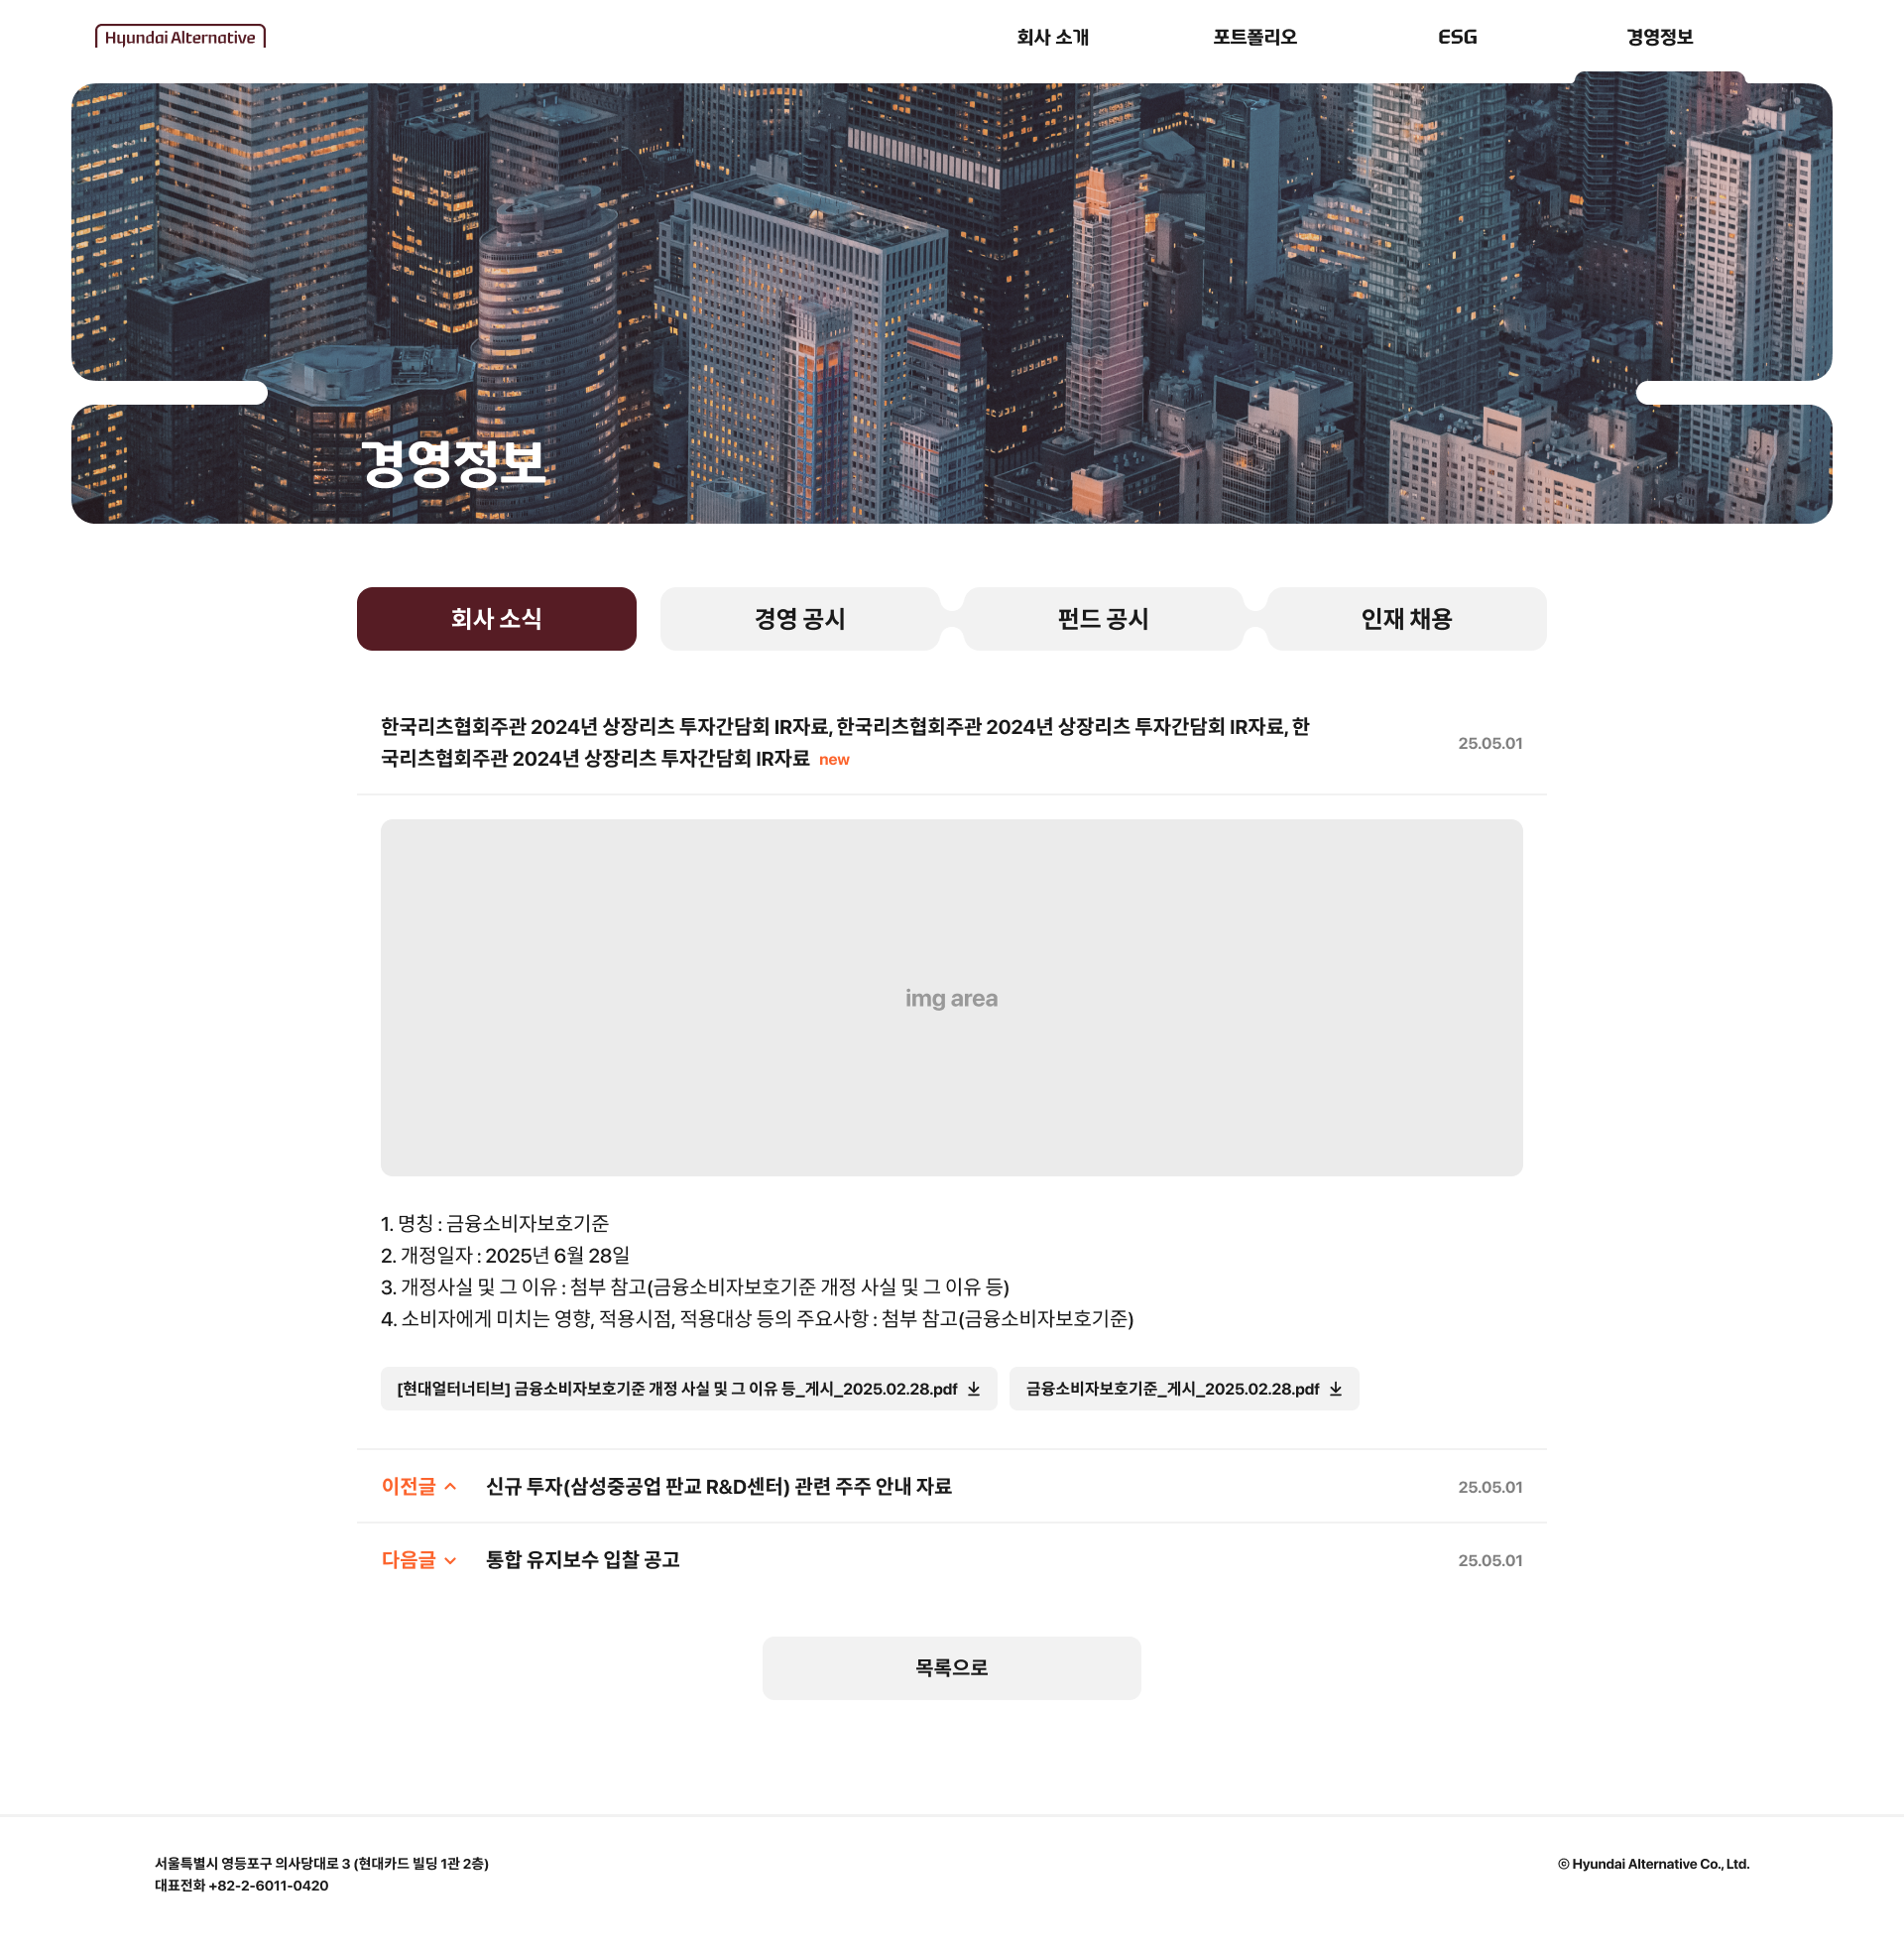 Hyundai Alternative
회사 소개
포트폴리오
ESG
경영정보
경영정보
회사 소식
경영 공시
펀드 공시
인재 채용
한국리츠협회주관 2024년 상장리츠 투자간담회 IR자료, 한국리츠협회주관 2024년 상장리츠 투자간담회 IR자료, 한
국리츠협회주관 2024년 상장리츠 투자간담회 IR자료 new
25.05.01
img area
1. 명칭 : 금융소비자보호기준
2. 개정일자 : 2025년 6월 28일
3. 개정사실 및 그 이유 : 첨부 참고(금융소비자보호기준 개정 사실 및 그 이유 등)
4. 소비자에게 미치는 영향, 적용시점, 적용대상 등의 주요사항 : 첨부 참고(금융소비자보호기준)
[현대얼터너티브] 금융소비자보호기준 개정 사실 및 그 이유 등_게시_2025.02.28.pdf
금융소비자보호기준_게시_2025.02.28.pdf
이전글 신규 투자(삼성중공업 판교 R&D센터) 관련 주주 안내 자료 25.05.01
다음글 통합 유지보수 입찰 공고 25.05.01
목록으로
서울특별시 영등포구 의사당대로 3 (현대카드 빌딩 1관 2층)
대표전화 +82-2-6011-0420
ⓒ Hyundai Alternative Co., Ltd.